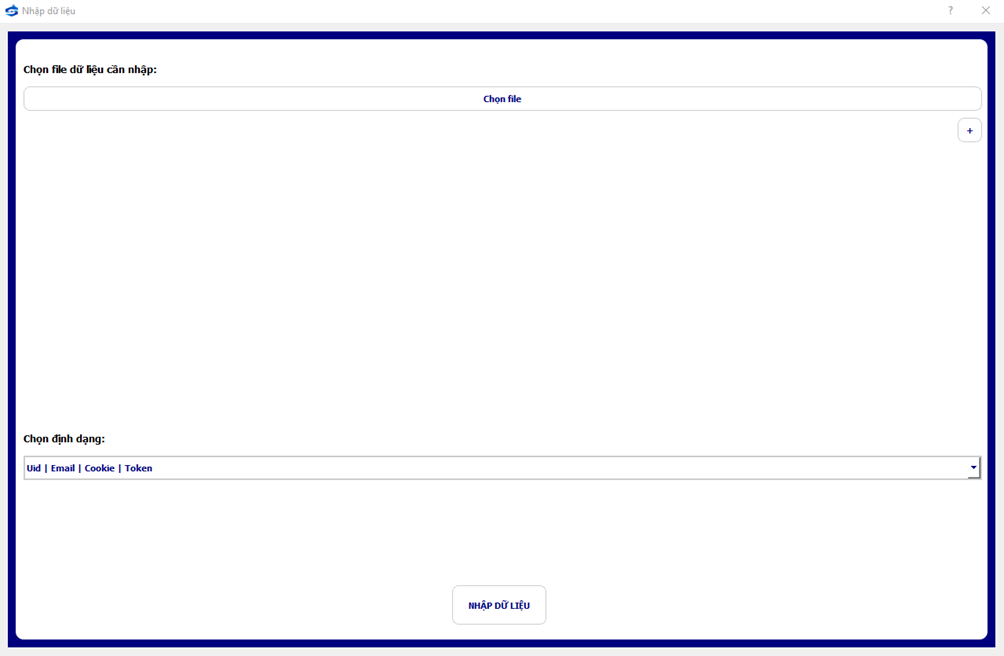 Nhập dữ liệu
?
Chọn file dữ liệu cần nhập:
Chọn file
+
Chọn định dạng:
Uid | Email | Cookie | Token
NHẬP DỮ LIỆU